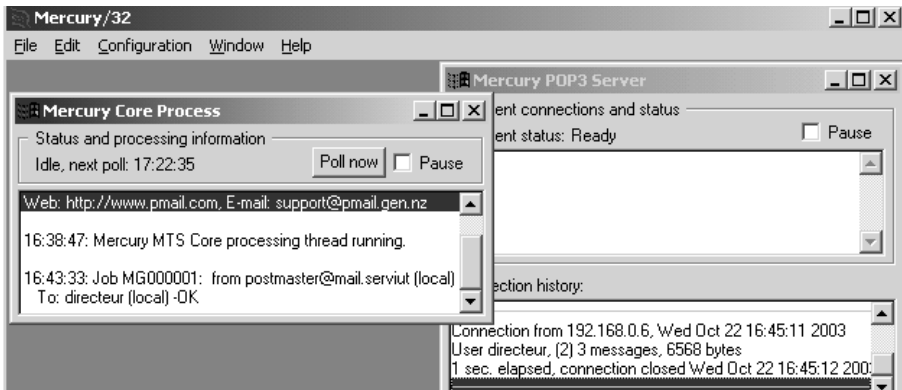 Mercury/32
File Edit Configuration Window Help
Mercury Core Process
Status and processing information
Idle, next poll: 17:22:35 Poll now Pause
Web: http://www.pmail.com, E-mail: support@pmail.gen.nz
16:38:47: Mercury MTS Core processing thread running.
16:43:33: Job MG000001: from postmaster@mail.serviut (local)
To: directeur (local) -OK
Mercury POP3 Server
ent connections and status
ent status: Ready Pause
ection history:
Connection from 192.168.0.6, Wed Oct 22 16:45:11 2003
User directeur, (2) 3 messages, 6568 bytes
1 sec. elapsed, connection closed Wed Oct 22 16:45:12 200